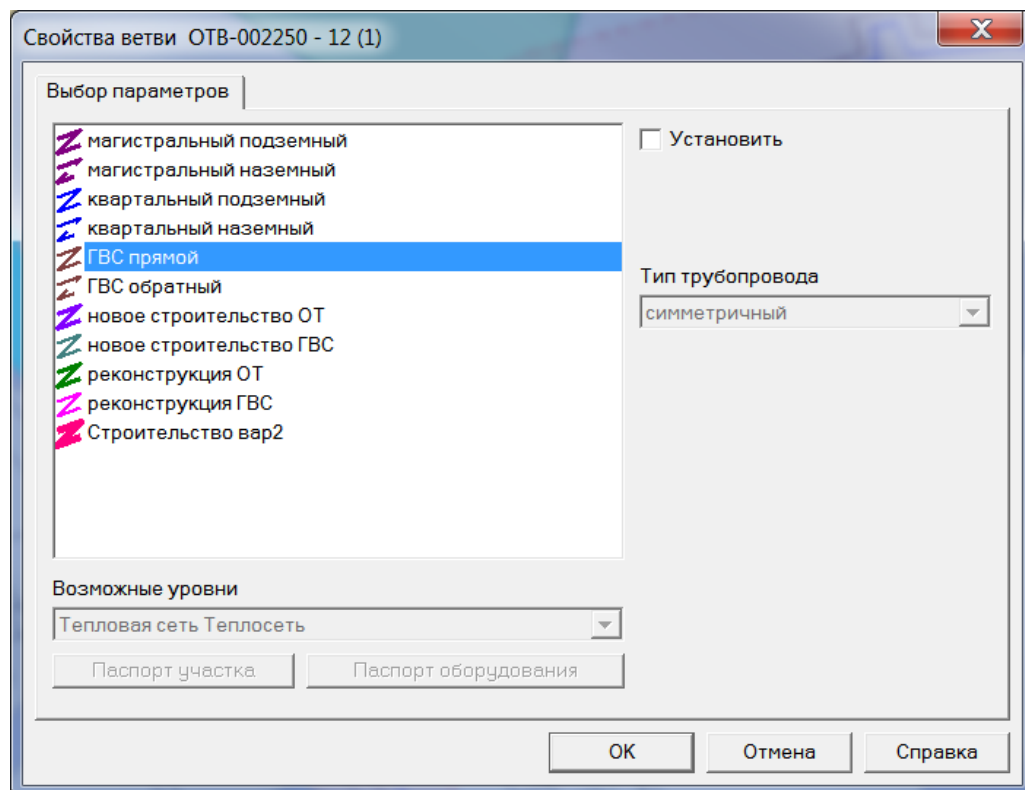 Свойства ветви ОТВ-002250 - 12 (1)
Выбор параметров
магистральный подземный
магистральный наземный
квартальный подземный
квартальный наземный
ГВС прямой
ГВС обратный
новое строительство ОТ
новое строительство ГВС
реконструкция ОТ
реконструкция ГВС
Строительство вар2
Установить
Тип трубопровода
симметричный
Возможные уровни
Тепловая сеть Теплосеть
Паспорт участка
Паспорт оборудования
OK
Отмена
Справка